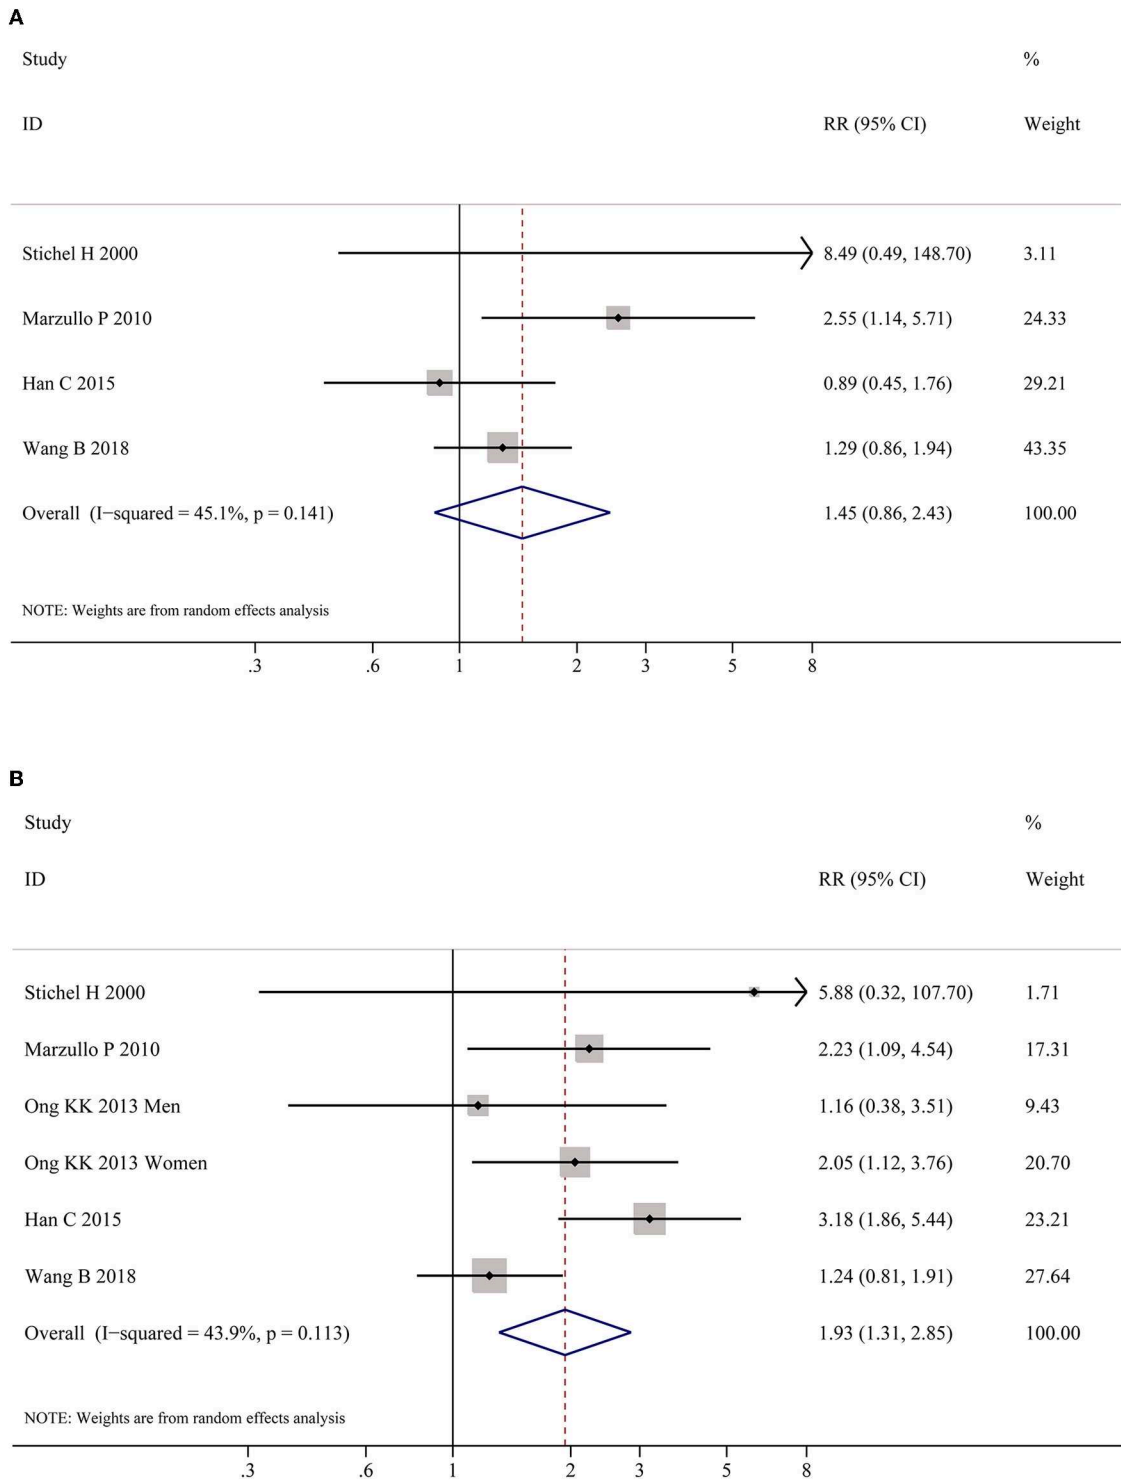 A
Study %
ID RR (95% CI) Weight
Stichel H 2000 8.49 (0.49, 148.70) 3.11
Marzullo P 2010 2.55 (1.14, 5.71) 24.33
Han C 2015 0.89 (0.45, 1.76) 29.21
Wang B 2018 1.29 (0.86, 1.94) 43.35
Overall (I−squared = 45.1%, p = 0.141) 1.45 (0.86, 2.43) 100.00
NOTE: Weights are from random effects analysis
.3 .6 1 2 3 5 8
B
Study %
ID RR (95% CI) Weight
Stichel H 2000 5.88 (0.32, 107.70) 1.71
Marzullo P 2010 2.23 (1.09, 4.54) 17.31
Ong KK 2013 Men 1.16 (0.38, 3.51) 9.43
Ong KK 2013 Women 2.05 (1.12, 3.76) 20.70
Han C 2015 3.18 (1.86, 5.44) 23.21
Wang B 2018 1.24 (0.81, 1.91) 27.64
Overall (I−squared = 43.9%, p = 0.113) 1.93 (1.31, 2.85) 100.00
NOTE: Weights are from random effects analysis
.3 .6 1 2 3 5 8